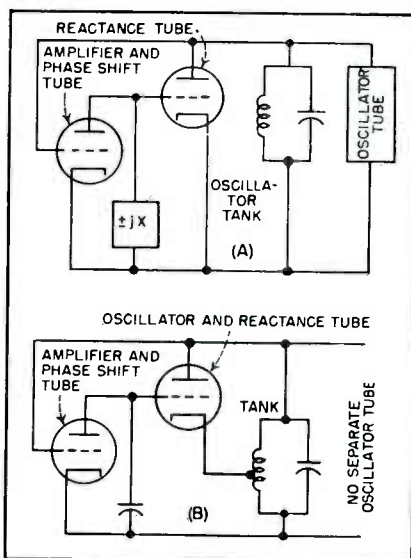 REACTANCE TUBE
AMPLIFIER AND
PHASE SHIFT
TUBE
±jX
OSCILLA-
TOR
TANK
OSCILLATOR
TUBE
(A)
OSCILLATOR AND REACTANCE TUBE
AMPLIFIER AND
PHASE SHIFT
TUBE
TANK
NO SEPARATE
OSCILLATOR TUBE
(B)